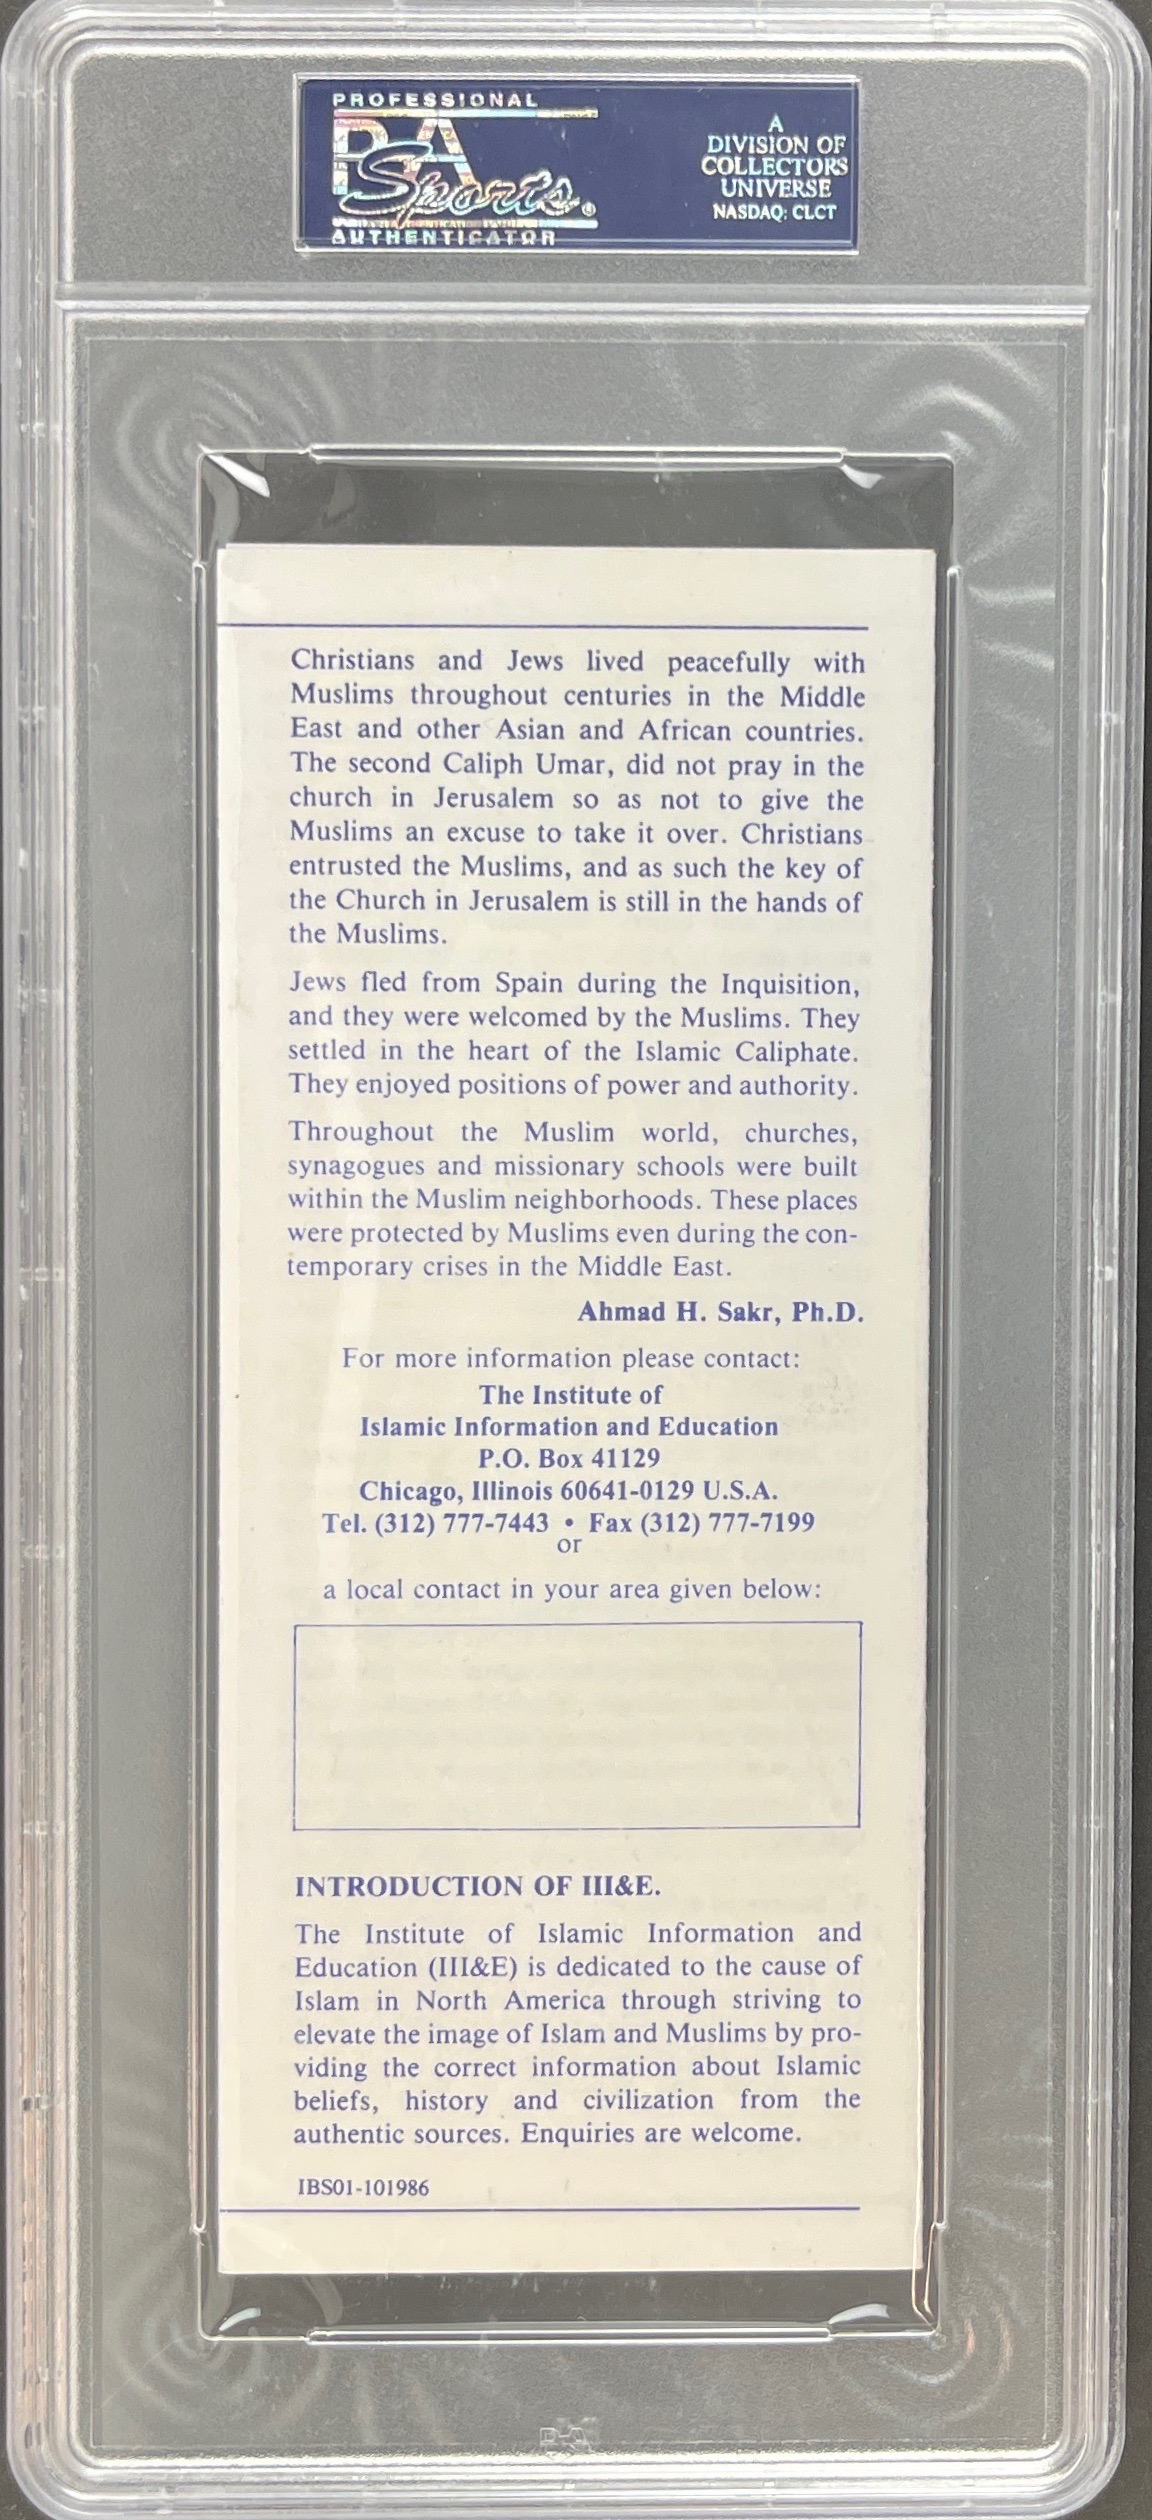 PROFESSIONAL
PSA
Sports®
AUTHENTICATOR
A
DIVISION OF
COLLECTORS
UNIVERSE
NASDAQ: CLCT
Christians and Jews lived peacefully with
Muslims throughout centuries in the Middle
East and other Asian and African countries.
The second Caliph Umar, did not pray in the
church in Jerusalem so as not to give the
Muslims an excuse to take it over. Christians
entrusted the Muslims, and as such the key of
the Church in Jerusalem is still in the hands of
the Muslims.
Jews fled from Spain during the Inquisition,
and they were welcomed by the Muslims. They
settled in the heart of the Islamic Caliphate.
They enjoyed positions of power and authority.
Throughout the Muslim world, churches,
synagogues and missionary schools were built
within the Muslim neighborhoods. These places
were protected by Muslims even during the con-
temporary crises in the Middle East.
Ahmad H. Sakr, Ph.D.
For more information please contact:
The Institute of
Islamic Information and Education
P.O. Box 41129
Chicago, Illinois 60641-0129 U.S.A.
Tel. (312) 777-7443 • Fax (312) 777-7199
or
a local contact in your area given below:
INTRODUCTION OF III&E.
The Institute of Islamic Information and
Education (III&E) is dedicated to the cause of
Islam in North America through striving to
elevate the image of Islam and Muslims by pro-
viding the correct information about Islamic
beliefs, history and civilization from the
authentic sources. Enquiries are welcome.
IBS01-101986